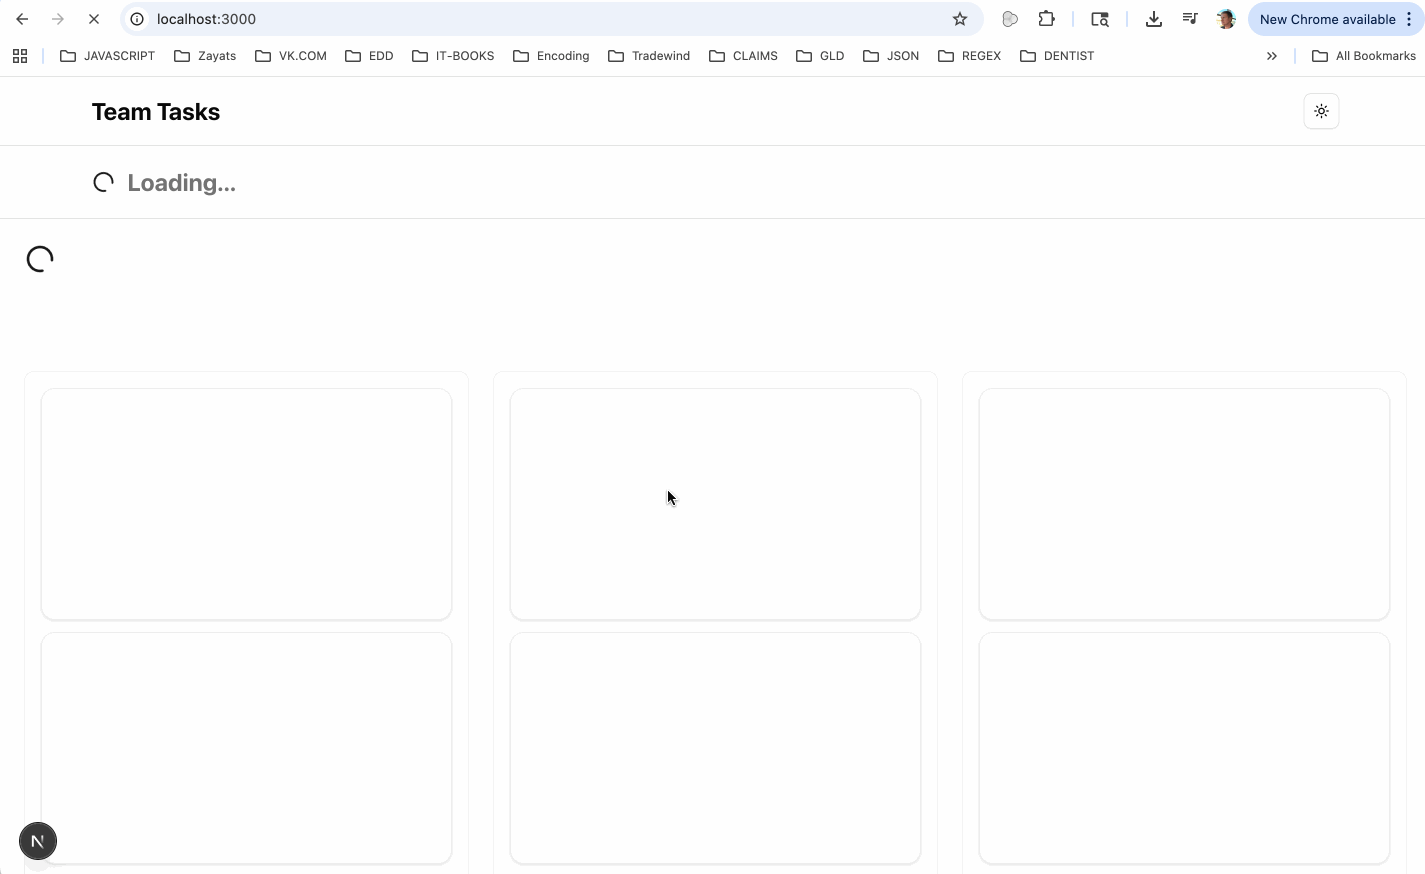 localhost:3000
New Chrome available
JAVASCRIPT
Zayats
VK.COM
EDD
IT-BOOKS
Encoding
Tradewind
CLAIMS
GLD
JSON
REGEX
DENTIST
All Bookmarks
Team Tasks
Loading...
N